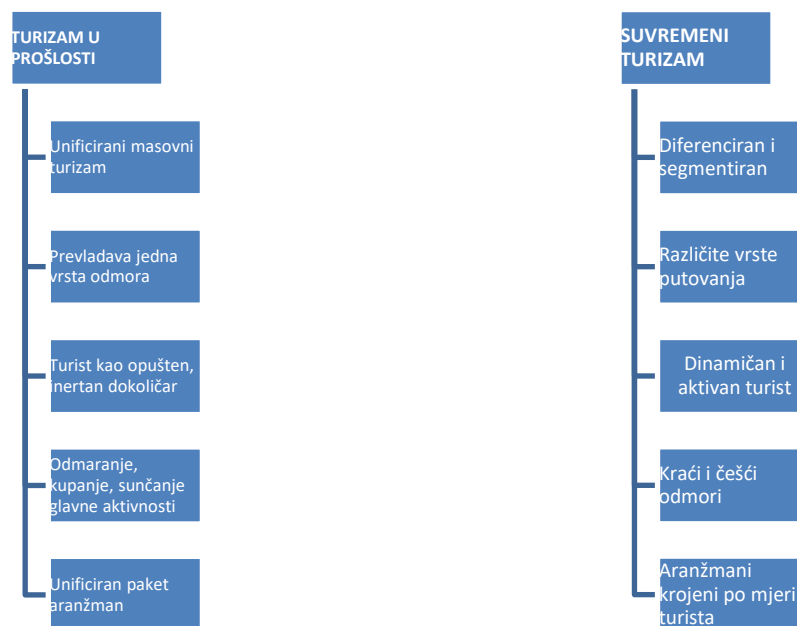 TURIZAM U
PROŠLOSTI
Unificirani masovni
turizam
Prevladava jedna
vrsta odmora
Turist kao opušten,
inertan dokoličar
Odmaranje,
kupanje, sunčanje
glavne aktivnosti
Unificiran paket
aranžman
SUVREMENI
TURIZAM
Diferenciran i
segmentiran
Različite vrste
putovanja
Dinamičan i
aktivan turist
Kraći i češći
odmori
Aranžmani
krojeni po mjeri
turista